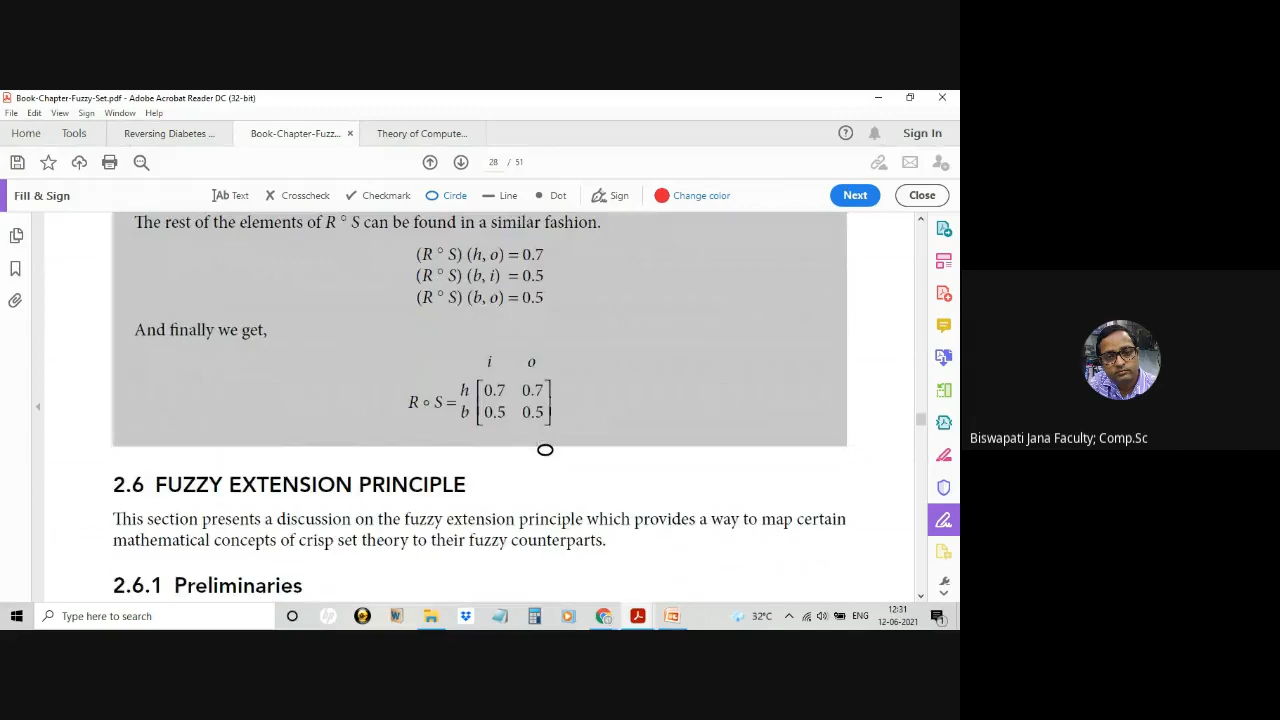 Book-Chapter-Fuzzy-Set.pdf - Adobe Acrobat Reader DC (32-bit)
File Edit View Sign Window Help
Home Tools Reversing Diabetes ... Book-Chapter-Fuzz... × Theory of Compute... Sign In
28 / 51
Fill & Sign Ab Text Crosscheck Checkmark Circle Line Dot Sign Change color Next Close
The rest of the elements of R ° S can be found in a similar fashion.
(R ° S) (h, o) = 0.7
(R ° S) (b, i) = 0.5
(R ° S) (b, o) = 0.5
And finally we get,
i o
h 0.7 0.7
R ∘ S =
b 0.5 0.5
2.6 FUZZY EXTENSION PRINCIPLE
This section presents a discussion on the fuzzy extension principle which provides a way to map certain
mathematical concepts of crisp set theory to their fuzzy counterparts.
2.6.1 Preliminaries
Type here to search 32°C ENG 12:31
12-06-2021
Biswapati Jana Faculty; Comp.Sc